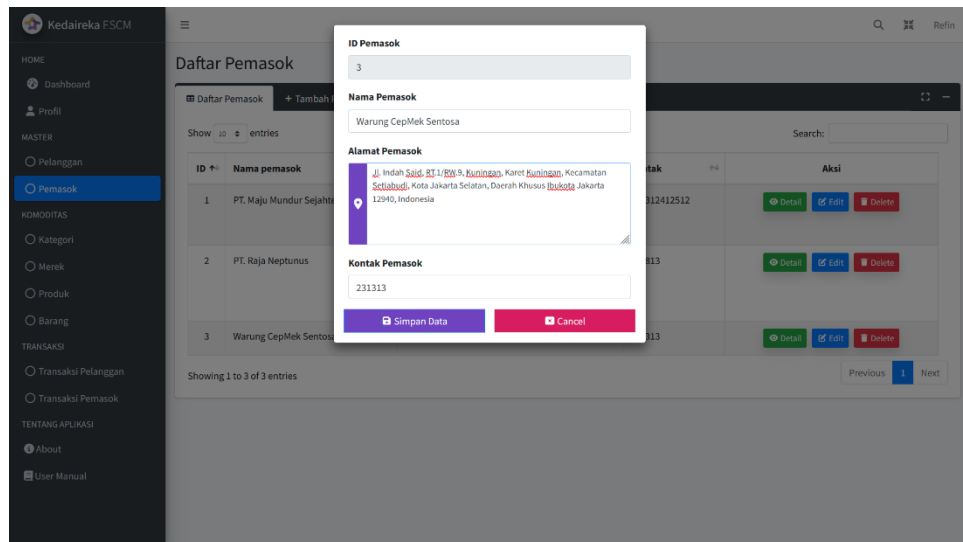 Kedaireka ESCM
Refin
HOME
Dashboard
Profil
MASTER
Pelanggan
Pemasok
KOMODITAS
Kategori
Merek
Produk
Barang
TRANSAKSI
Transaksi Pelanggan
Transaksi Pemasok
TENTANG APLIKASI
About
User Manual
Daftar Pemasok
Daftar Pemasok
+ Tambah
Show 10 entries
Search:
ID
Nama pemasok
Aksi
1
PT. Maju Mundur
312412512
Detail
Edit
Delete
2
PT. Raja Neptunus
Detail
Edit
Delete
3
Warung CepMek
Detail
Edit
Delete
Showing 1 to 3 of 3 entries
Previous
1
Next
ID Pemasok
3
Nama Pemasok
Warung CepMek Sentosa
Alamat Pemasok
Jl. Indah Said, RT.1/RW.9, Kuningan, Karet Kuningan, Kecamatan
Setiabudi, Kota Jakarta Selatan, Daerah Khusus Ibukota Jakarta
12940, Indonesia
Kontak Pemasok
231313
Simpan Data
Cancel